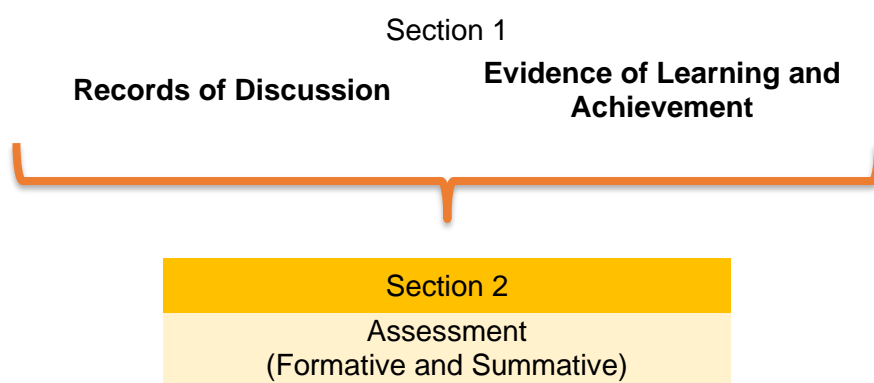 Section 1
Records of Discussion
Evidence of Learning and
Achievement
Section 2
Assessment
(Formative and Summative)